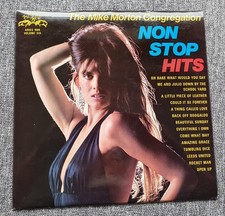 The Mike Morton Congregation
NON
STOP
HITS
OH BABE WHAT WOULD YOU SAY
ME AND JULIO DOWN BY THE
SCHOOL YARD
A LITTLE PIECE OF LEATHER
COULD IT BE FOREVER
A THING CALLED LOVE
BACK OFF BOOGALOO
BEAUTIFUL SUNDAY
EVERYTHING I OWN
COME WHAT MAY
AMAZING GRACE
TUMBLING DICE
LEEDS UNITED
ROCKET MAN
OPEN UP